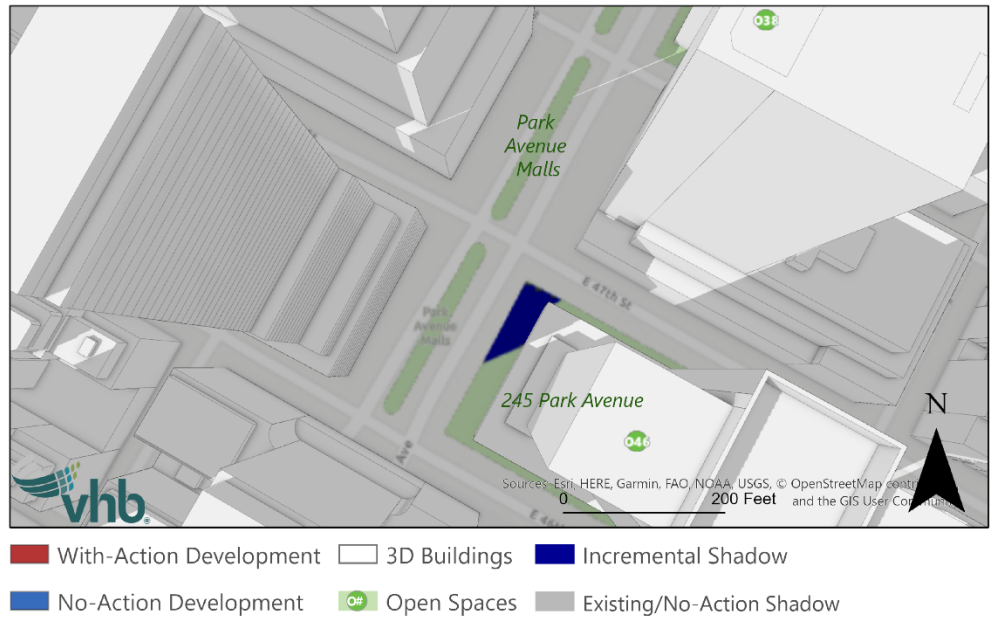 O38
Park
Avenue
Malls
E 47th St
Park
Avenue
Malls
245 Park Avenue
O46
N
Ave
Sources: Esri, HERE, Garmin, FAO, NOAA, USGS, © OpenStreetMap
0 200 Feet
and the GIS User
vhb®
With-Action Development
3D Buildings
Incremental Shadow
No-Action Development
O# Open Spaces
Existing/No-Action Shadow